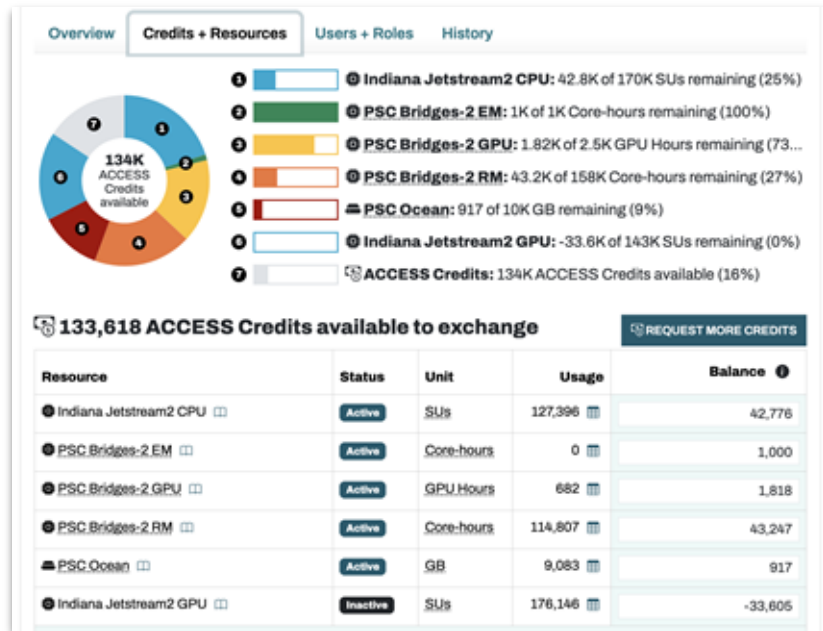 Overview Credits + Resources Users + Roles History
1 Indiana Jetstream2 CPU: 42.8K of 170K SUs remaining (25%)
2 PSC Bridges-2 EM: 1K of 1K Core-hours remaining (100%)
3 PSC Bridges-2 GPU: 1.82K of 2.5K GPU Hours remaining (73...
4 PSC Bridges-2 RM: 43.2K of 158K Core-hours remaining (27%)
5 PSC Ocean: 917 of 10K GB remaining (9%)
6 Indiana Jetstream2 GPU: -33.6K of 143K SUs remaining (0%)
7 ACCESS Credits: 134K ACCESS Credits available (16%)
7
1
134K
2
ACCESS
6
Credits
3
available
5
4
133,618 ACCESS Credits available to exchange
REQUEST MORE CREDITS
Resource Status Unit Usage Balance
Indiana Jetstream2 CPU Active SUs 127,396 42,776
PSC Bridges-2 EM Active Core-hours 0 1,000
PSC Bridges-2 GPU Active GPU Hours 682 1,818
PSC Bridges-2 RM Active Core-hours 114,807 43,247
PSC Ocean Active GB 9,083 917
Indiana Jetstream2 GPU Inactive SUs 176,146 -33,605